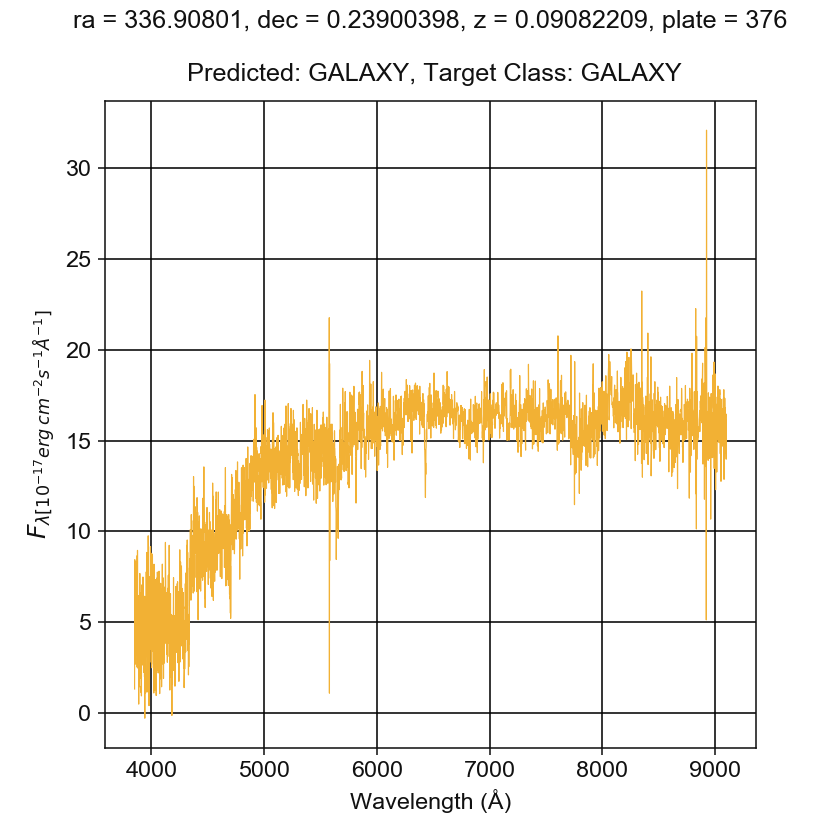 ra = 336.90801, dec = 0.23900398, z = 0.09082209, plate = 376
Predicted: GALAXY, Target Class: GALAXY
30
25
20
15
10
5
0
F_λ[10^{−17} erg cm^{−2}s^{−1}Å^{−1}]
4000 5000 6000 7000 8000 9000
Wavelength (Å)